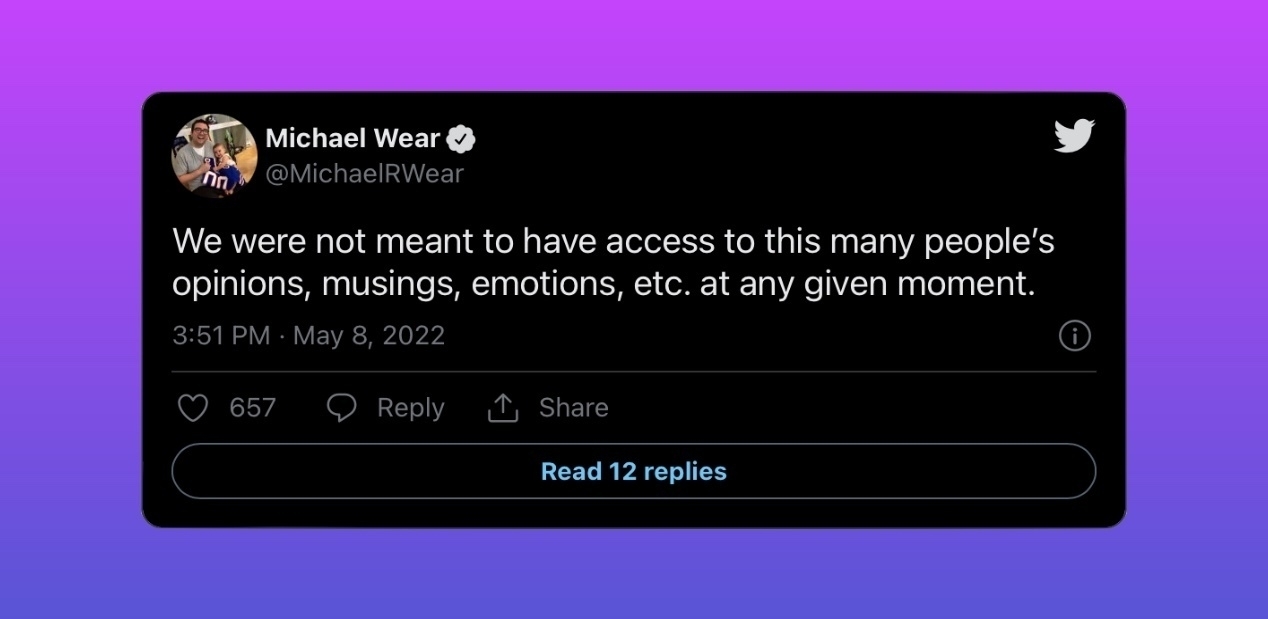 Michael Wear
@MichaelRWear
We were not meant to have access to this many people’s
opinions, musings, emotions, etc. at any given moment.
3:51 PM · May 8, 2022
657 Reply Share
Read 12 replies